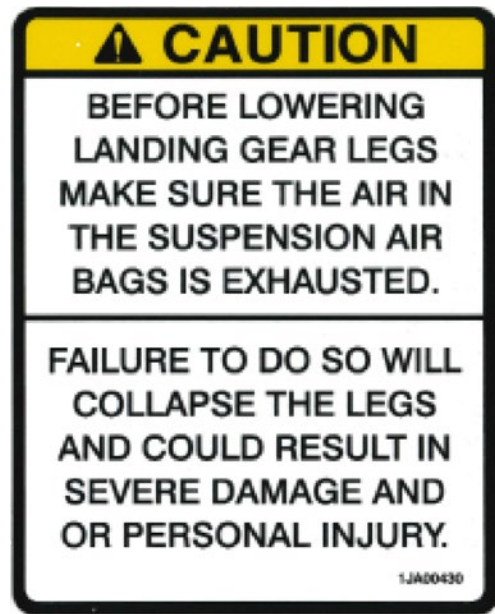 CAUTION
BEFORE LOWERING
LANDING GEAR LEGS
MAKE SURE THE AIR IN
THE SUSPENSION AIR
BAGS IS EXHAUSTED.
FAILURE TO DO SO WILL
COLLAPSE THE LEGS
AND COULD RESULT IN
SEVERE DAMAGE AND
OR PERSONAL INJURY.
1JA00430